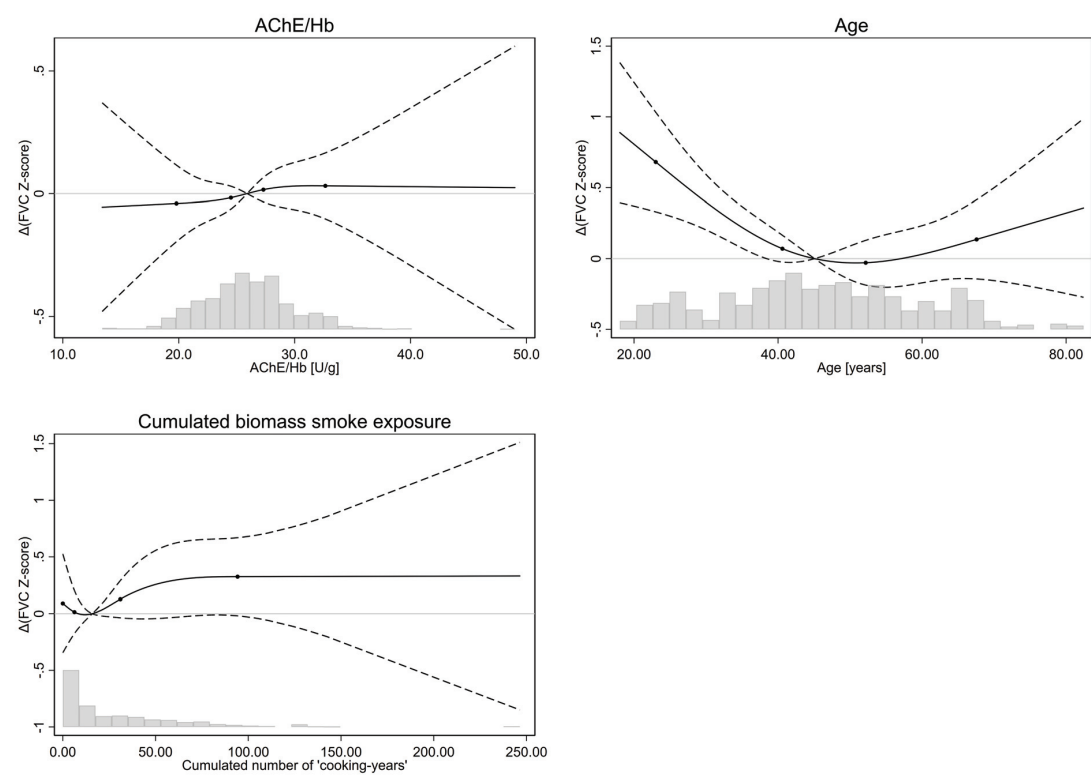 AChE/Hb
Δ(FVC Z-score)
.5
0
-.5
10.0 20.0 30.0 40.0 50.0
AChE/Hb [U/g]
Age
Δ(FVC Z-score)
1.5
1
.5
0
-.5
20.00 40.00 60.00 80.00
Age [years]
Cumulated biomass smoke exposure
Δ(FVC Z-score)
1.5
1
.5
0
-.5
-1
0.00 50.00 100.00 150.00 200.00 250.00
Cumulated number of 'cooking-years'